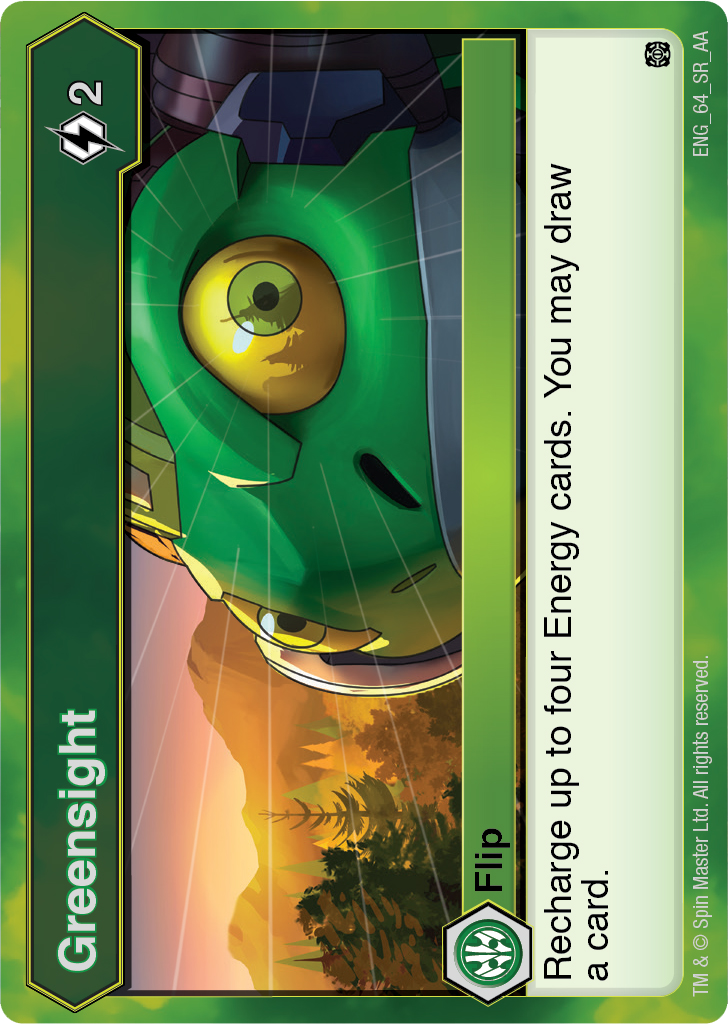 Greensight
2
Flip
Recharge up to four Energy cards. You may draw
a card.
TM & © Spin Master Ltd. All rights reserved.
ENG_64_SR_AA